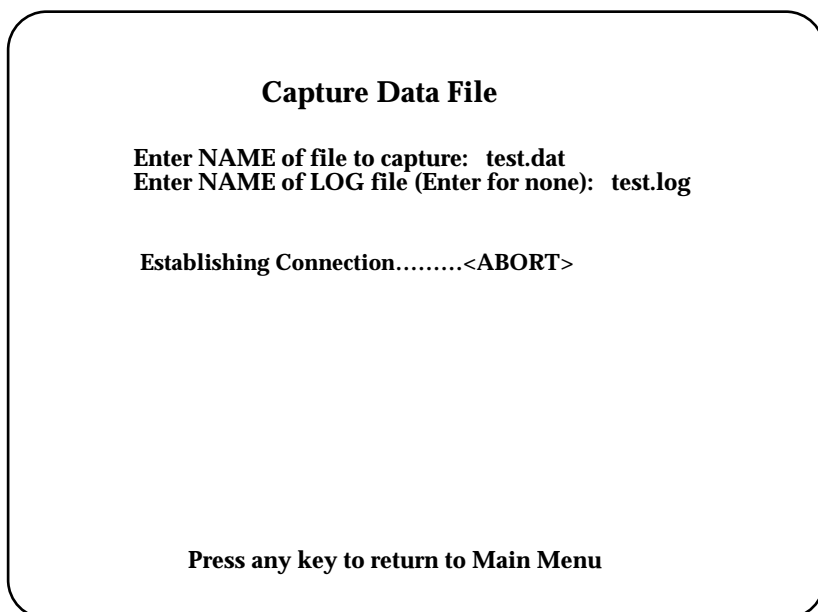 Capture Data File
Enter NAME of file to capture: test.dat
Enter NAME of LOG file (Enter for none): test.log
Establishing Connection.........<ABORT>
Press any key to return to Main Menu